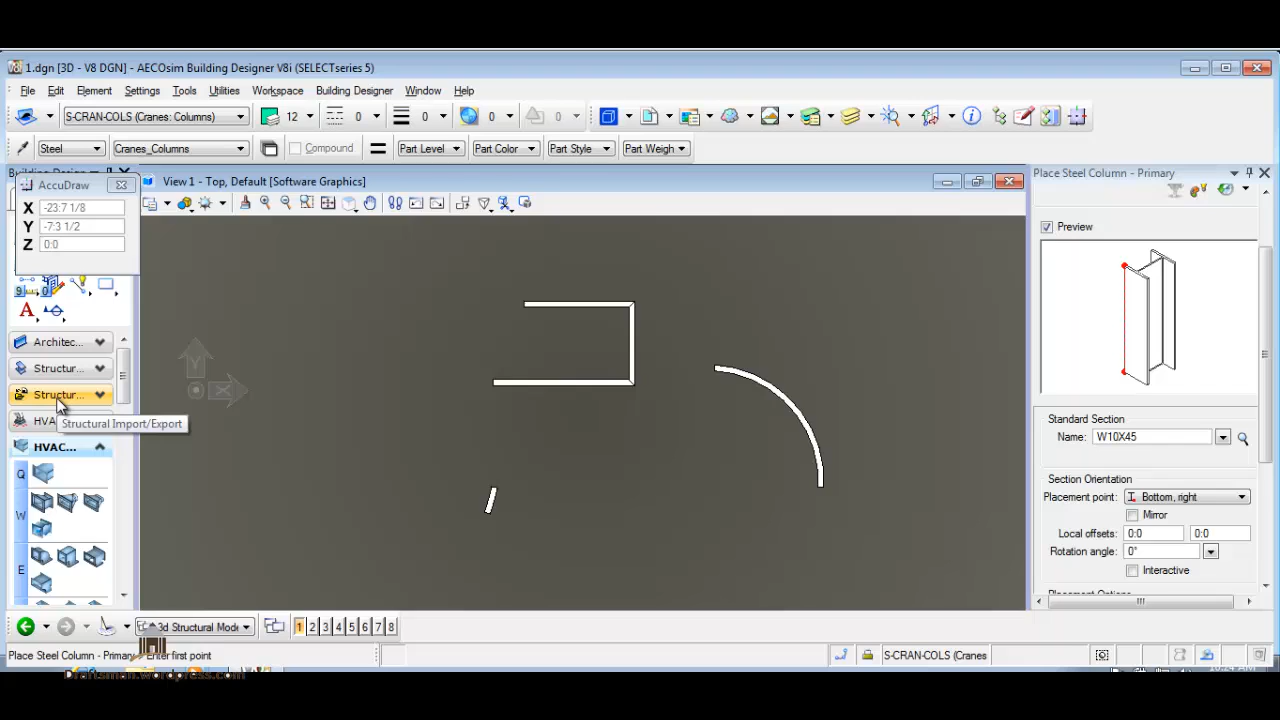 1.dgn [3D - V8 DGN] - AECOsim Building Designer V8i (SELECTseries 5)
File Edit Element Settings Tools Utilities Workspace Building Designer Window Help
S-CRAN-COLS (Cranes: Columns) 12 0 0 0 0
Steel Cranes_Columns Compound Part Level Part Color Part Style Part Weigh
AccuDraw
X -23:7 1/8
Y -7:3 1/2
Z 0:0
View 1 - Top, Default [Software Graphics]
Place Steel Column - Primary
Preview
Architec...
Structur...
Structur...
HVA
Structural Import/Export
HVAC...
Q
W
E
Y
X
Standard Section
Name: W10X45
Section Orientation
Placement point: Bottom, right
Mirror
Local offsets: 0:0 0:0
Rotation angle: 0°
Interactive
3d Structural Mode 1 2 3 4 5 6 7 8
Place Steel Column - Primary > Enter first point
S-CRAN-COLS (Cranes
Draftsman.wordpress.com